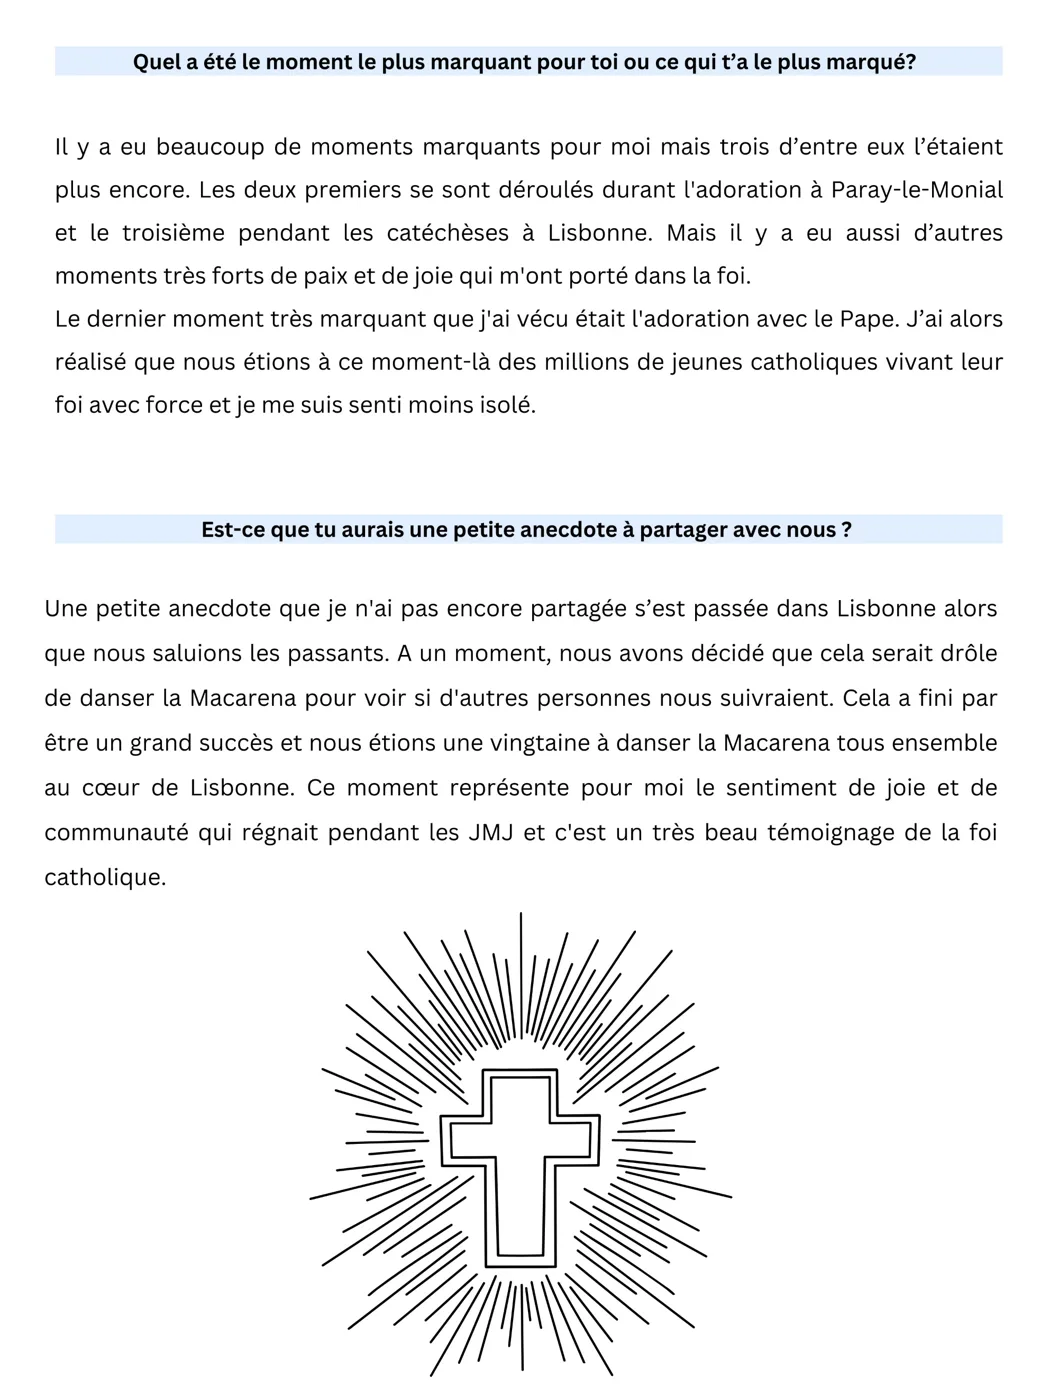 Quel a été le moment le plus marquant pour toi ou ce qui t’a le plus marqué?
Il y a eu beaucoup de moments marquants pour moi mais trois d’entre eux l’étaient
plus encore. Les deux premiers se sont déroulés durant l'adoration à Paray-le-Monial
et le troisième pendant les catéchèses à Lisbonne. Mais il y a eu aussi d’autres
moments très forts de paix et de joie qui m'ont porté dans la foi.
Le dernier moment très marquant que j'ai vécu était l'adoration avec le Pape. J’ai alors
réalisé que nous étions à ce moment-là des millions de jeunes catholiques vivant leur
foi avec force et je me suis senti moins isolé.
Est-ce que tu aurais une petite anecdote à partager avec nous ?
Une petite anecdote que je n'ai pas encore partagée s’est passée dans Lisbonne alors
que nous saluions les passants. A un moment, nous avons décidé que cela serait drôle
de danser la Macarena pour voir si d'autres personnes nous suivraient. Cela a fini par
être un grand succès et nous étions une vingtaine à danser la Macarena tous ensemble
au cœur de Lisbonne. Ce moment représente pour moi le sentiment de joie et de
communauté qui régnait pendant les JMJ et c'est un très beau témoignage de la foi
catholique.